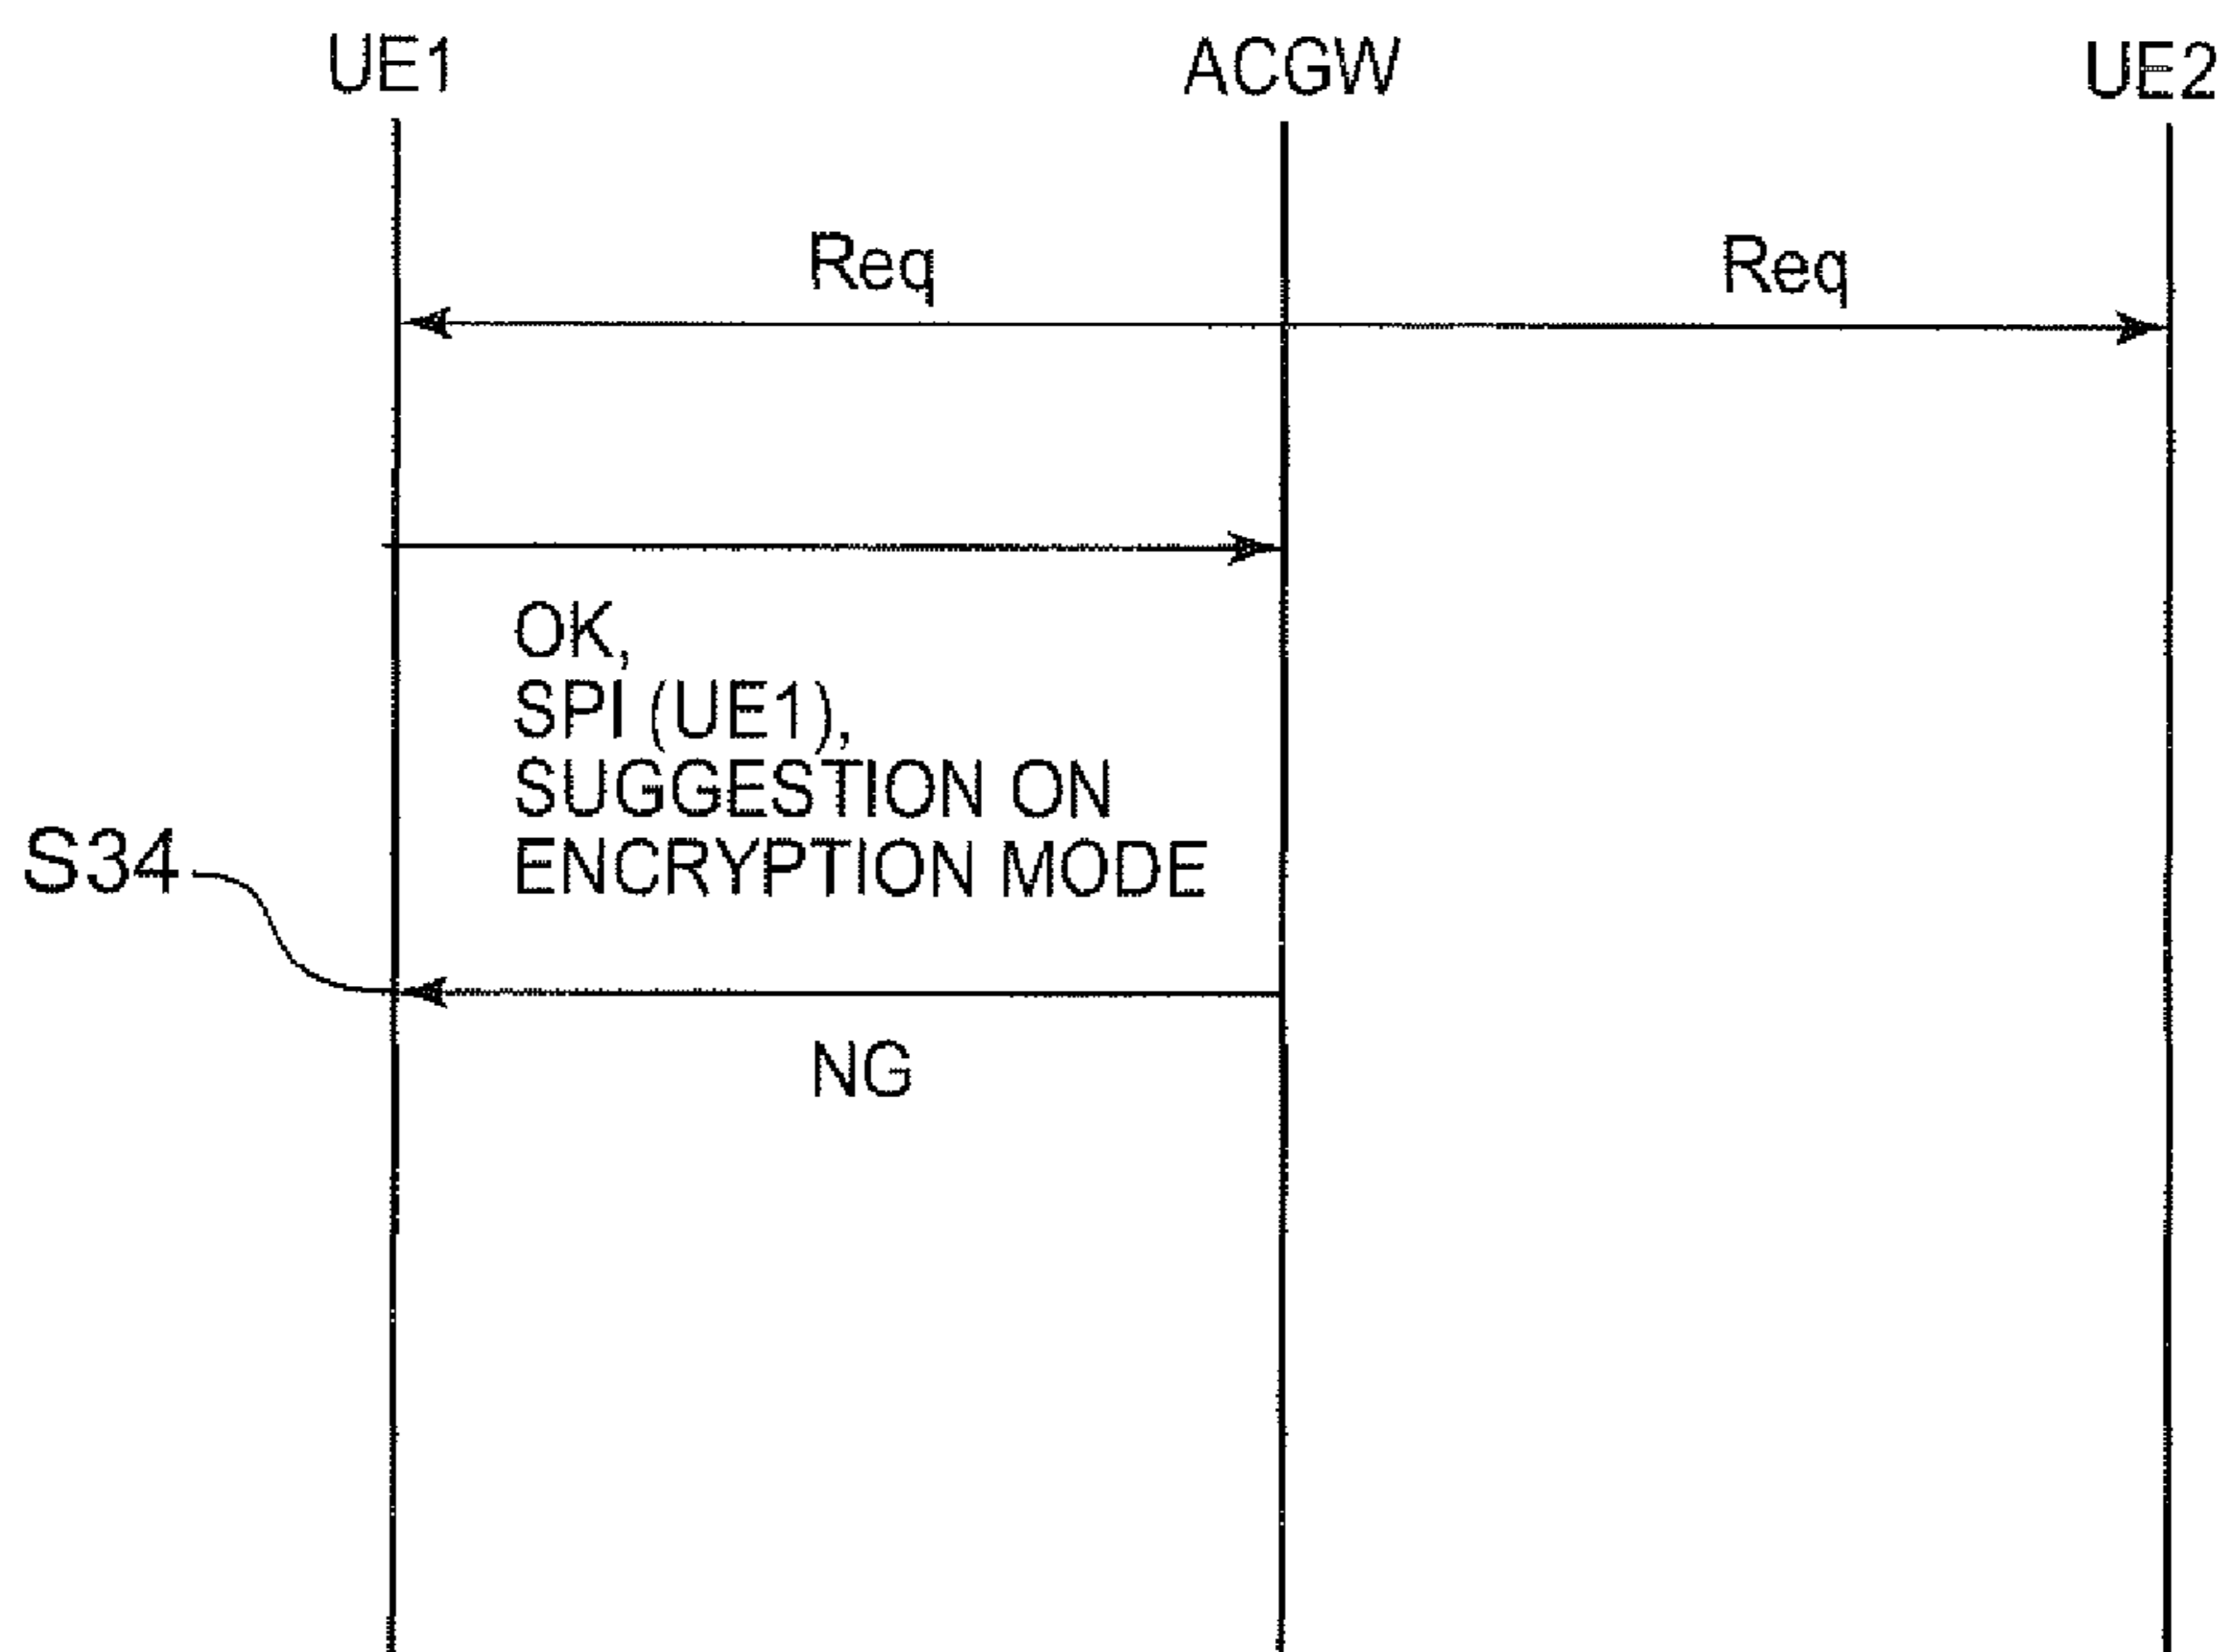 UE1
ACGW
UE2
Req
Req
OK,
SPI (UE1),
SUGGESTION ON
ENCRYPTION MODE
S34
NG